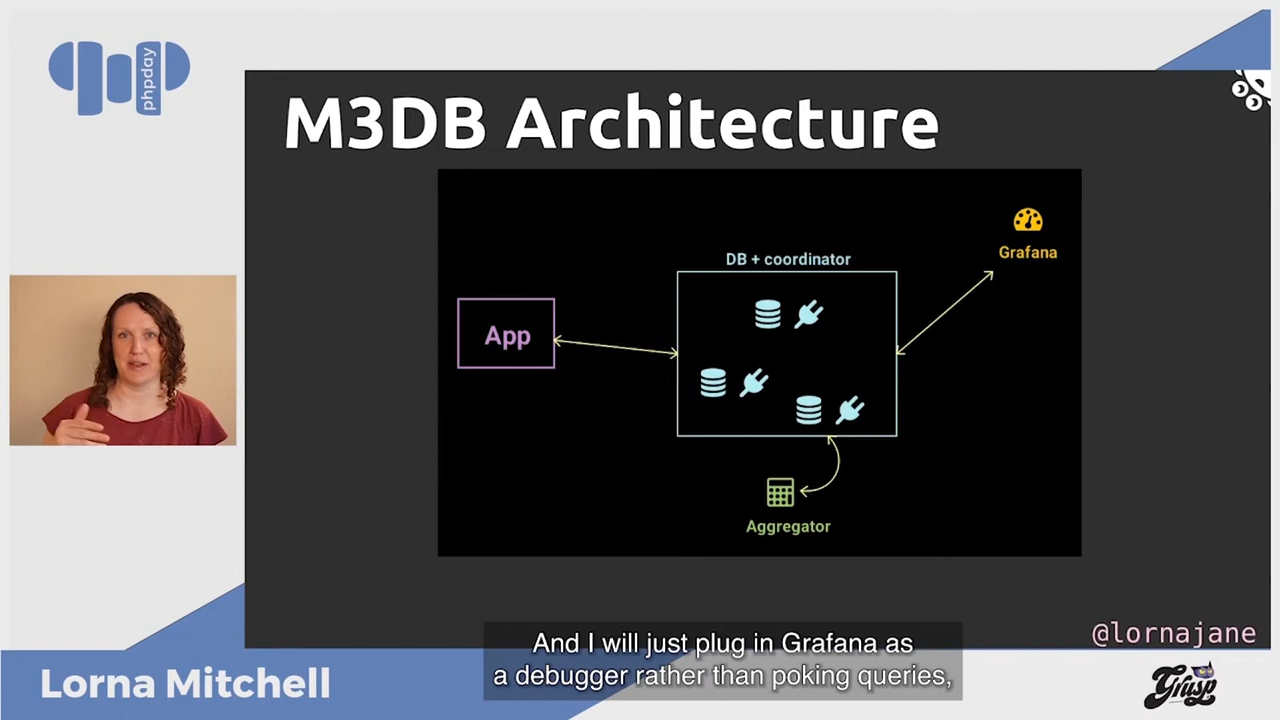 phpday
M3DB Architecture
DB + coordinator
Grafana
App
Aggregator
@lornajane
And I will just plug in Grafana as
a debugger rather than poking queries,
Lorna Mitchell
Grusp